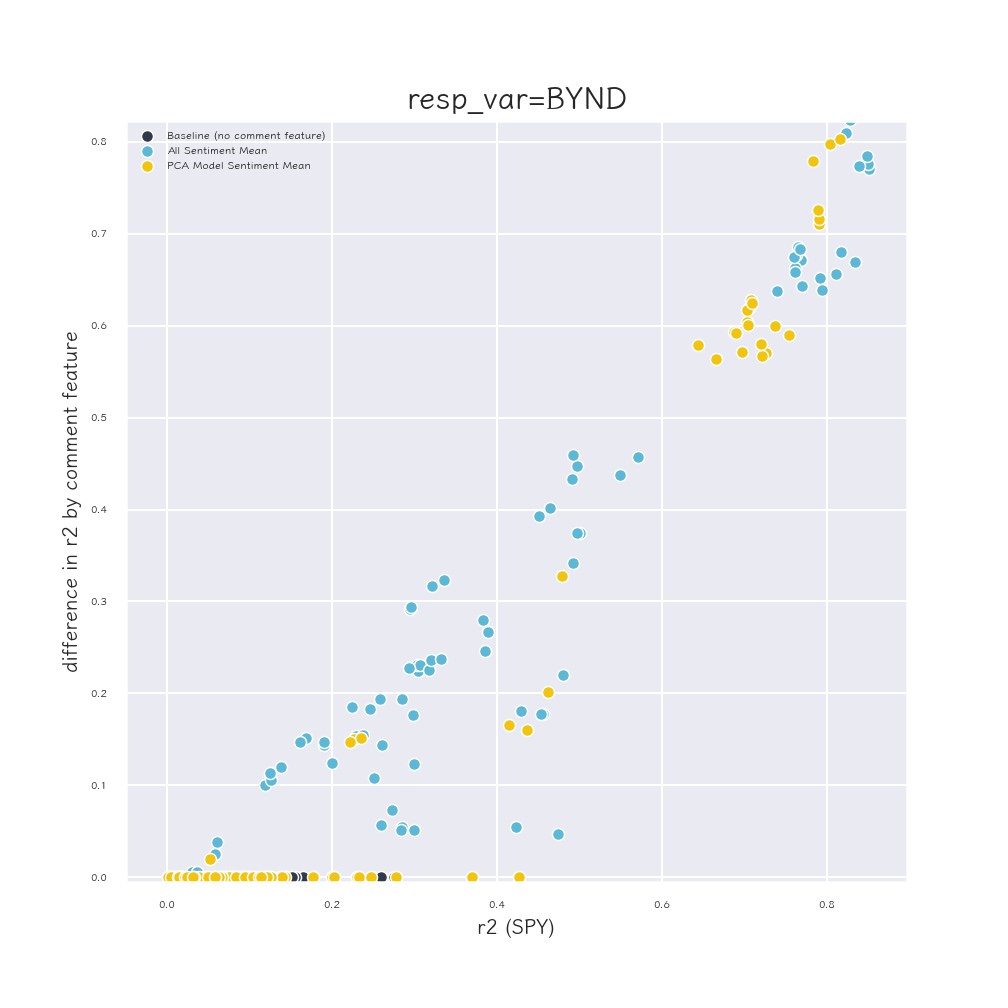 resp_var=BYND
Baseline (no comment feature)
All Sentiment Mean
PCA Model Sentiment Mean
0.8
0.7
0.6
0.5
0.4
0.3
0.2
0.1
0.0
difference in r2 by comment feature
0.0 0.2 0.4 0.6 0.8
r2 (SPY)